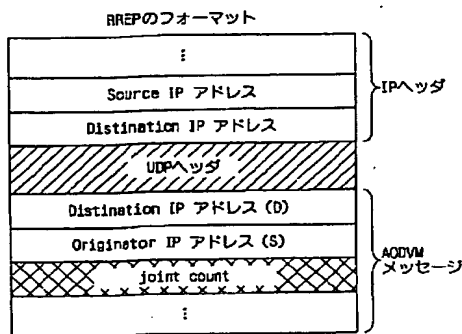 RREPのフォーマット
⋮
Source IP アドレス
Distination IP アドレス
IPヘッダ
UDPヘッダ
Distination IP アドレス (D)
Originator IP アドレス (S)
joint count
⋮
AODVM
メッセージ